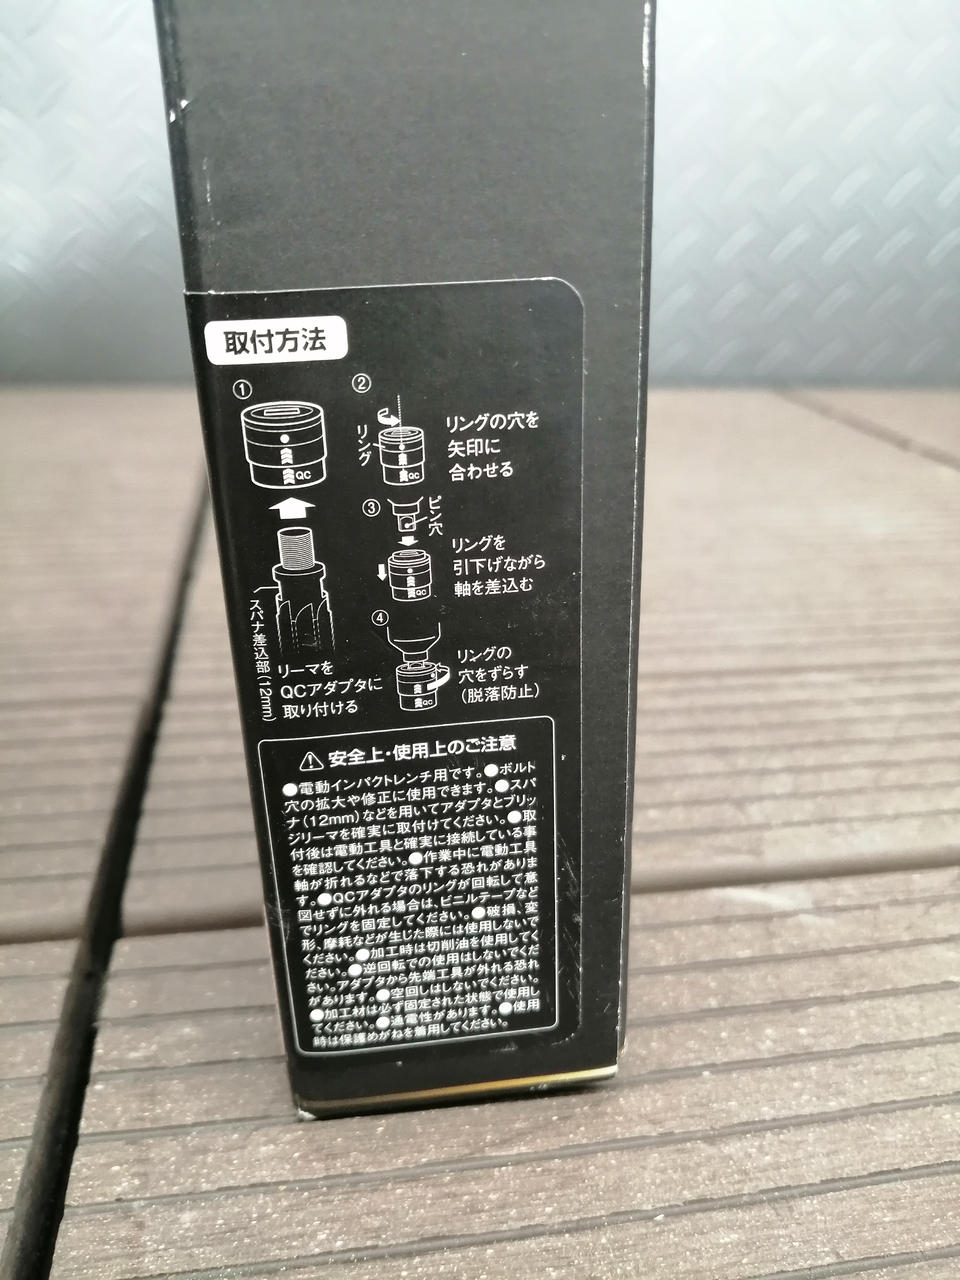 取付方法
①
QC
スパナ差込部(12mm)
リーマを
QCアダプタに
取り付ける
②
リング
QC
リングの穴を
矢印に
合わせる
③
ピン穴
QC
リングを
引下げながら
軸を差込む
④
QC
リングの
穴をずらす
(脱落防止)
⚠安全上・使用上のご注意
●電動インパクトレンチ用です。●ボルト
穴の拡大や修正に使用できます。●スパ
ナ(12mm)などを用いてアダプタとブリッ
ジリーマを確実に取付けてください。●取
付後は電動工具と確実に接続している事
を確認してください。●作業中に電動工具
軸が折れるなどで落下する恐れがありま
す。●QCアダプタのリングが回転して意
図せずに外れる場合は、ビニルテープなど
でリングを固定してください。●破損、変
形、摩耗などが生じた際には使用しないで
ください。●加工時は切削油を使用してく
ださい。●逆回転での使用はしないでくだ
さい。アダプタから先端工具が外れる恐れ
があります。●空回しはしないでください。
●加工材は必ず固定された状態で使用し
てください。●通電性があります。●使用
時は保護めがねを着用してください。